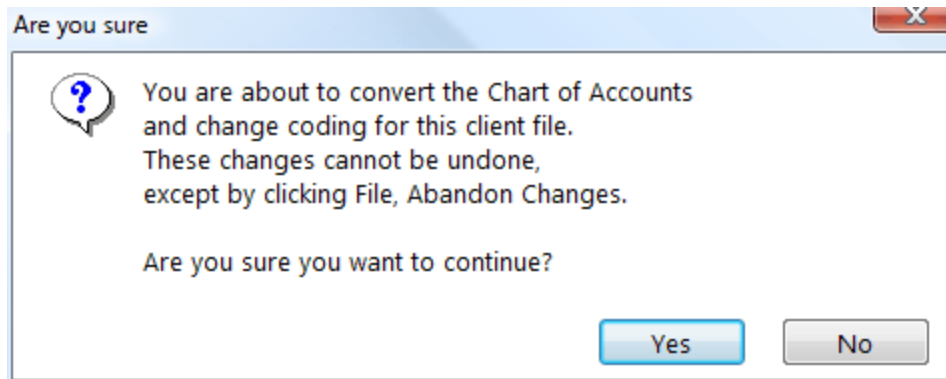 Are you sure
You are about to convert the Chart of Accounts
and change coding for this client file.
These changes cannot be undone,
except by clicking File, Abandon Changes.
Are you sure you want to continue?
Yes No